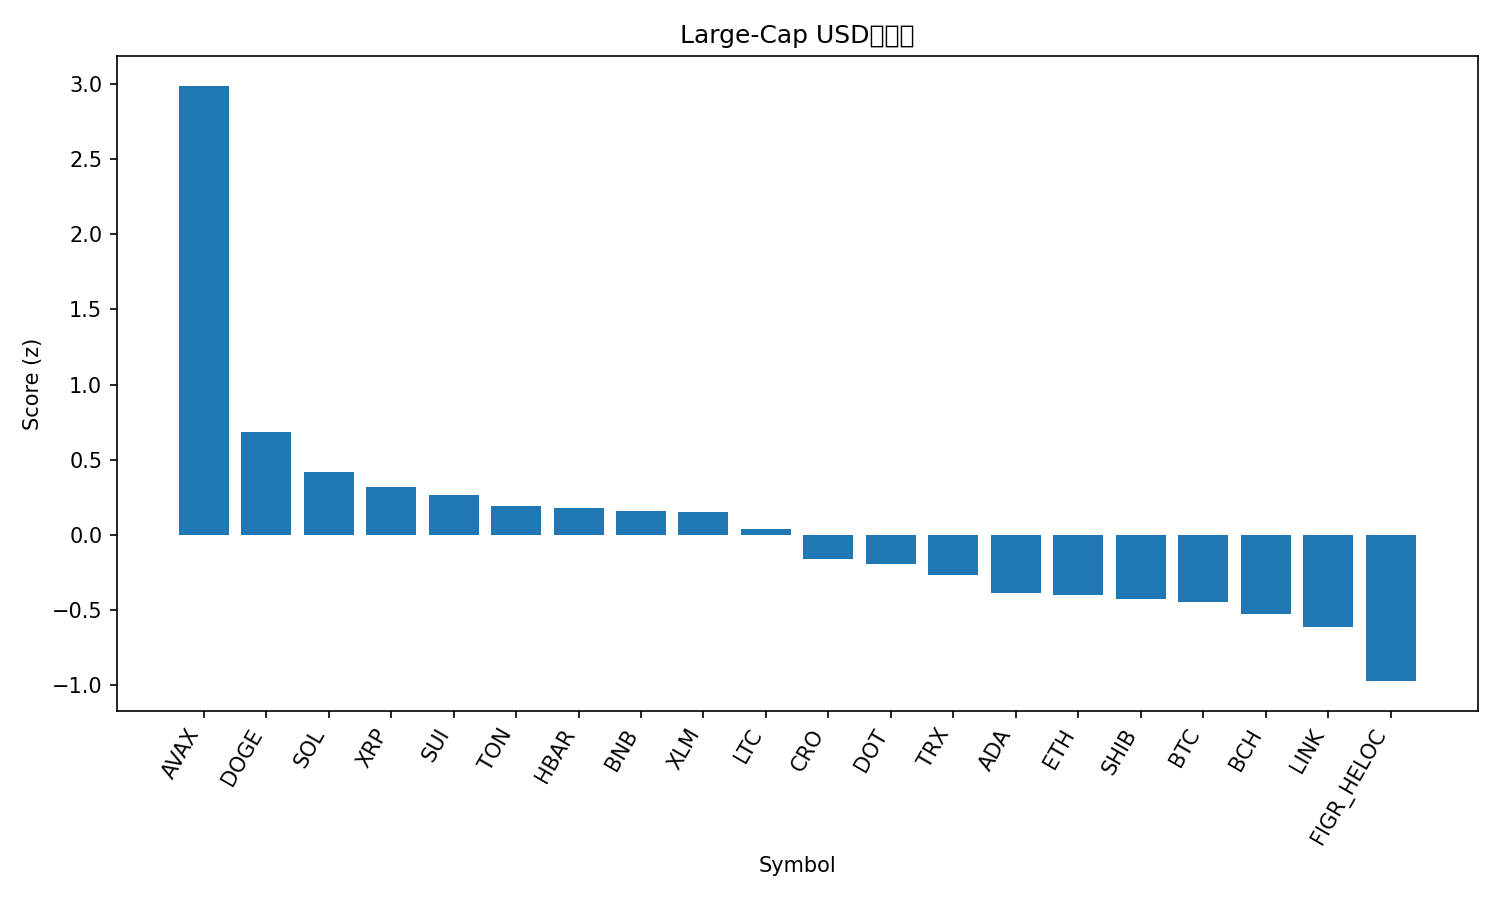 Large-Cap USD
Score (z)
3.0
2.5
2.0
1.5
1.0
0.5
0.0
−0.5
−1.0
AVAX
DOGE
SOL
XRP
SUI
TON
HBAR
BNB
XLM
LTC
CRO
DOT
TRX
ADA
ETH
SHIB
BTC
BCH
LINK
FIGR_HELOC
Symbol